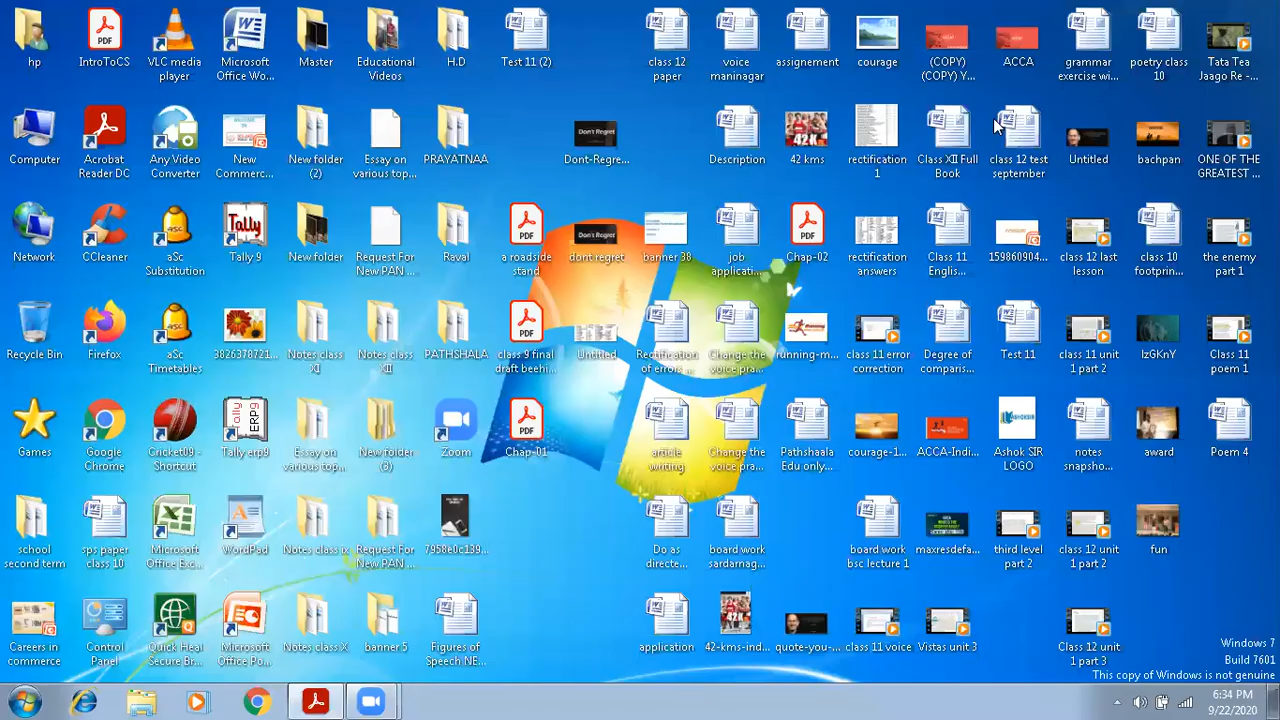 hp
IntroToCS
VLC media
player
Microsoft
Office Wo...
Master
Educational
Videos
H.D
Test 11 (2)
class 12
paper
voice
maninagar
assignement
courage
(COPY)
(COPY) Y...
ACCA
grammar
exercise wi...
poetry class
10
Tata Tea
Jaago Re -...
Computer
Acrobat
Reader DC
Any Video
Converter
New
Commerc...
New folder
(2)
Essay on
various top...
PRAYATNAA
Dont-Regre...
Description
42 kms
rectification
1
Class XII Full
Book
class 12 test
september
Untitled
bachpan
ONE OF THE
GREATEST ...
Network
CCleaner
aSc
Substitution
Tally 9
New folder
Request For
New PAN ...
Raval
a roadside
stand
dont regret
banner 38
job
applicati...
Chap-02
rectification
answers
Class 11
Englis...
159860904...
class 12 last
lesson
class 10
footprin...
the enemy
part 1
Recycle Bin
Firefox
aSc
Timetables
3826378721...
Notes class
XI
Notes class
XII
PATHSHALA
class 9 final
draft beehi...
Untitled
Rectification
of errors ...
Change the
voice pra...
running-m...
class 11 error
correction
Degree of
comparis...
Test 11
class 11 unit
1 part 2
IzGKnY
Class 11
poem 1
Games
Google
Chrome
Cricket09 -
Shortcut
Tally erp9
Essay on
various top...
New folder
(3)
Zoom
Chap-01
article
writing
Change the
voice pra...
Pathshaala
Edu only...
courage-1...
ACCA-Indi...
Ashok SIR
LOGO
notes
snapsho...
award
Poem 4
school
second term
sps paper
class 10
Microsoft
Office Exc...
WordPad
Notes class ix
Request For
New PAN ...
7958e0c139...
Do as
directe...
board work
sardarnag...
board work
bsc lecture 1
maxresdefa...
third level
part 2
class 12 unit
1 part 2
fun
Careers in
commerce
Control
Panel
Quick Heal
Secure Br...
Microsoft
Office Po...
Notes class X
banner 5
Figures of
Speech NE...
application
42-kms-ind...
quote-you-...
class 11 voice
Vistas unit 3
Class 12 unit
1 part 3
Windows 7
Build 7601
This copy of Windows is not genuine
6:34 PM
9/22/2020